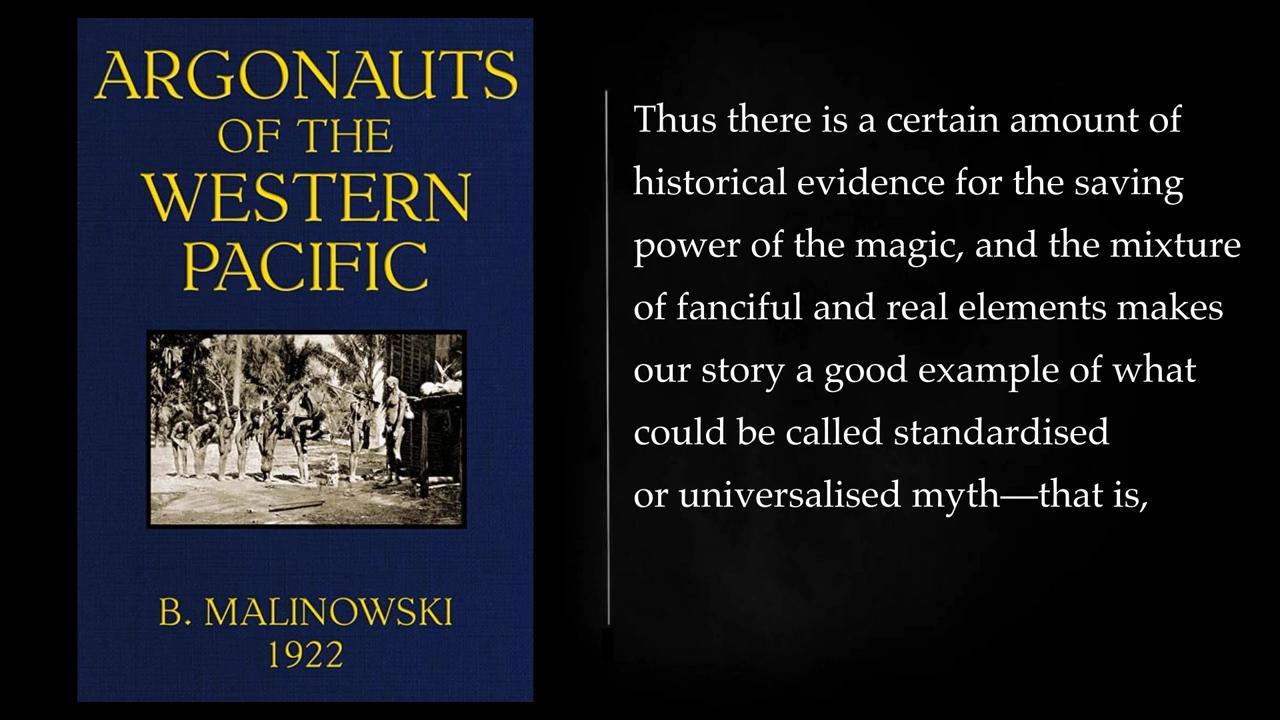 ARGONAUTS
OF THE
WESTERN
PACIFIC
B. MALINOWSKI
1922
Thus there is a certain amount of
historical evidence for the saving
power of the magic, and the mixture
of fanciful and real elements makes
our story a good example of what
could be called standardised
or universalised myth—that is,